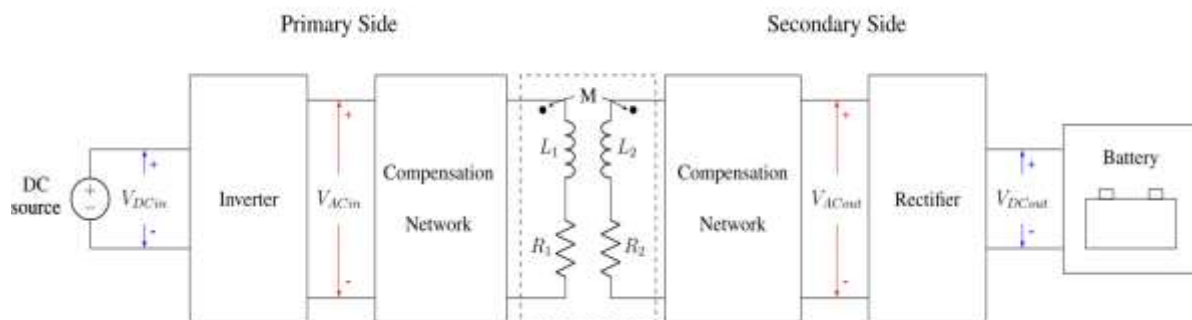 Primary Side
Secondary Side
DC
source
+
−
+
V_DCin
-
Inverter
+
V_ACin
-
Compensation
Network
M
L_1
L_2
R_1
R_2
Compensation
Network
+
V_ACout
-
Rectifier
+
V_DCout
-
Battery